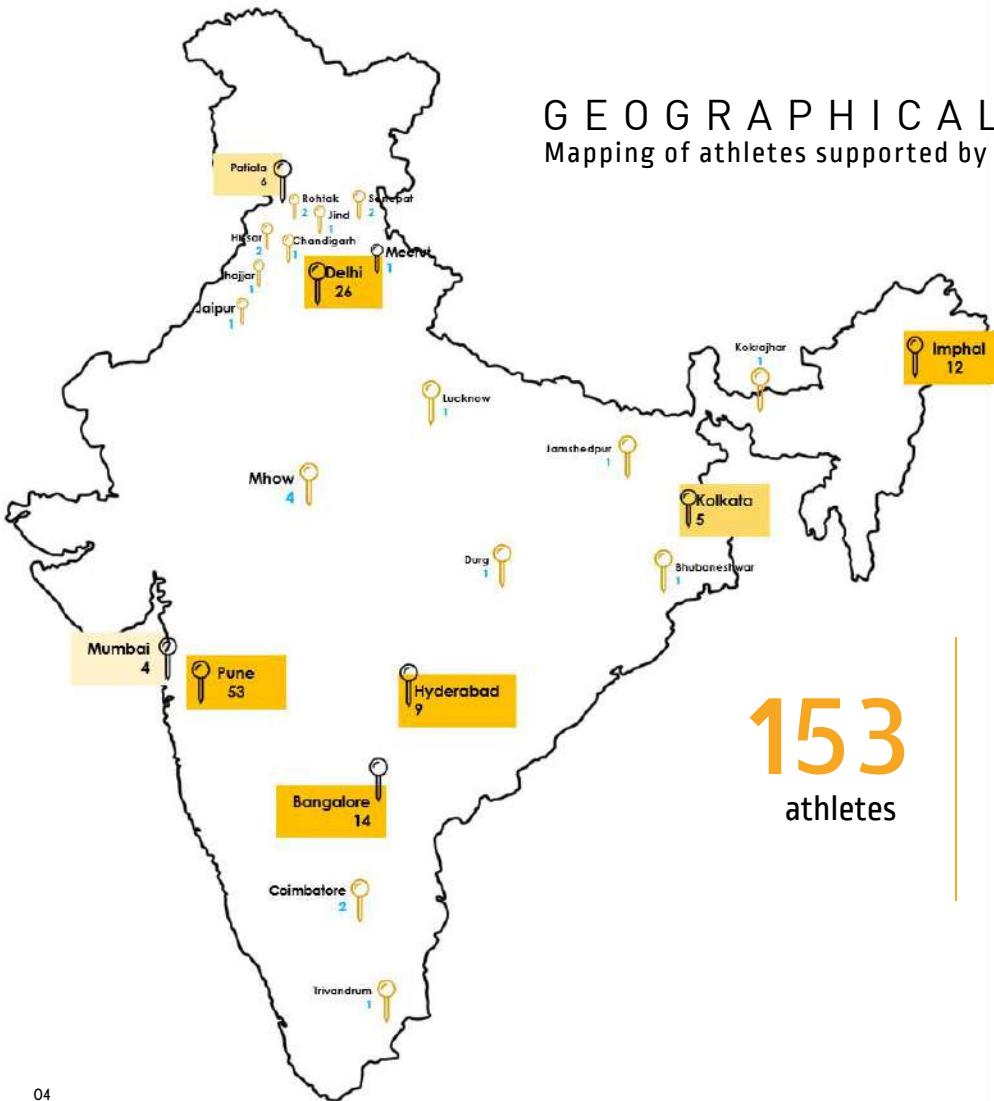 GEOGRAPHICAL
Mapping of athletes supported by
Patiala
6
Rohtak
2
Jind
1
Sonepat
2
Hissar
2
Chandigarh
1
Meerut
1
Delhi
26
hajjar
1
Jaipur
1
Kokrajhar
1
Imphal
12
Lucknow
1
Jamshedpur
1
Mhow
4
Kolkata
5
Durg
1
Bhubaneshwar
1
Mumbai
4
Pune
53
Hyderabad
9
153
athletes
Bangalore
14
Coimbatore
2
Trivandrum
1
04